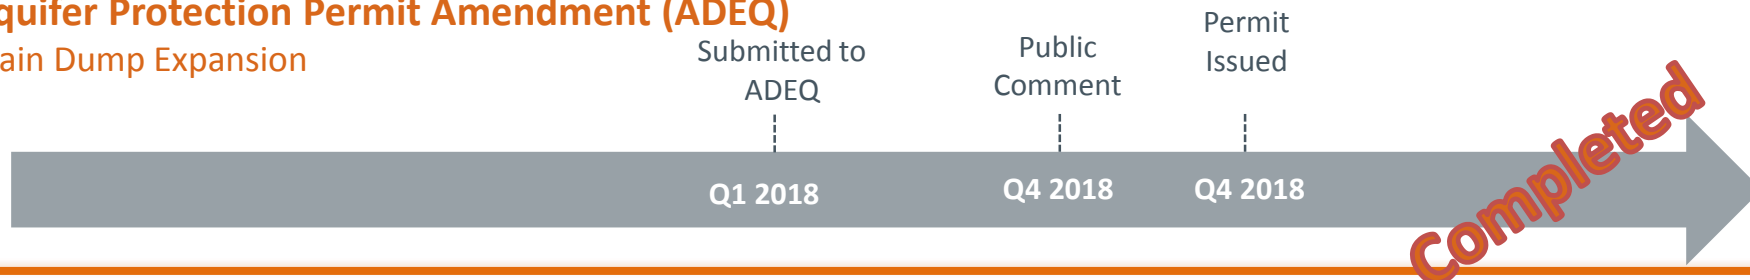 quifer Protection Permit Amendment (ADEQ)
ain Dump Expansion
Submitted to
ADEQ
Public
Comment
Permit
Issued
Q1 2018
Q4 2018
Q4 2018
Completed